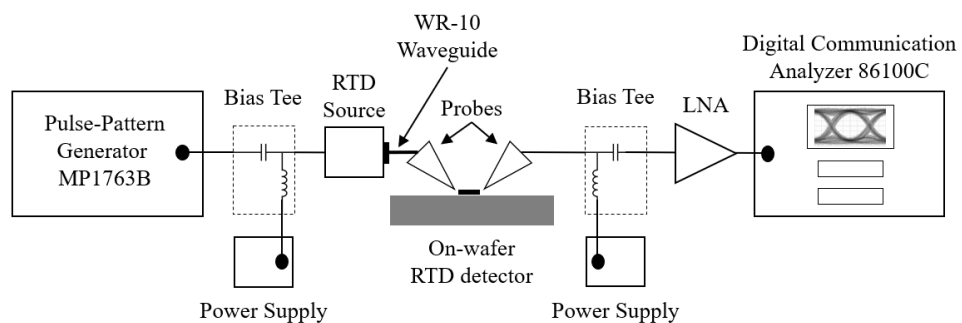 WR-10
Waveguide
Digital Communication
Analyzer 86100C
Pulse-Pattern
Generator
MP1763B
Bias Tee
RTD
Source
Probes
Bias Tee
LNA
On-wafer
RTD detector
Power Supply
Power Supply